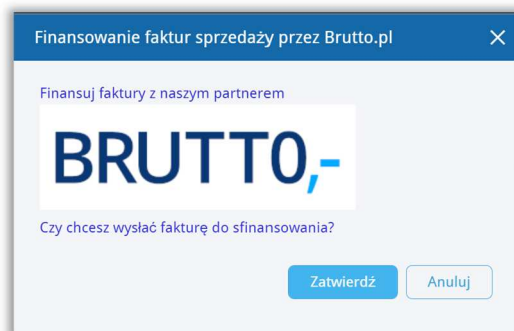 Finansowanie faktur sprzedaży przez Brutto.pl
Finansuj faktury z naszym partnerem
BRUTTO,-
Czy chcesz wysłać fakturę do sfinansowania?
Zatwierdź Anuluj